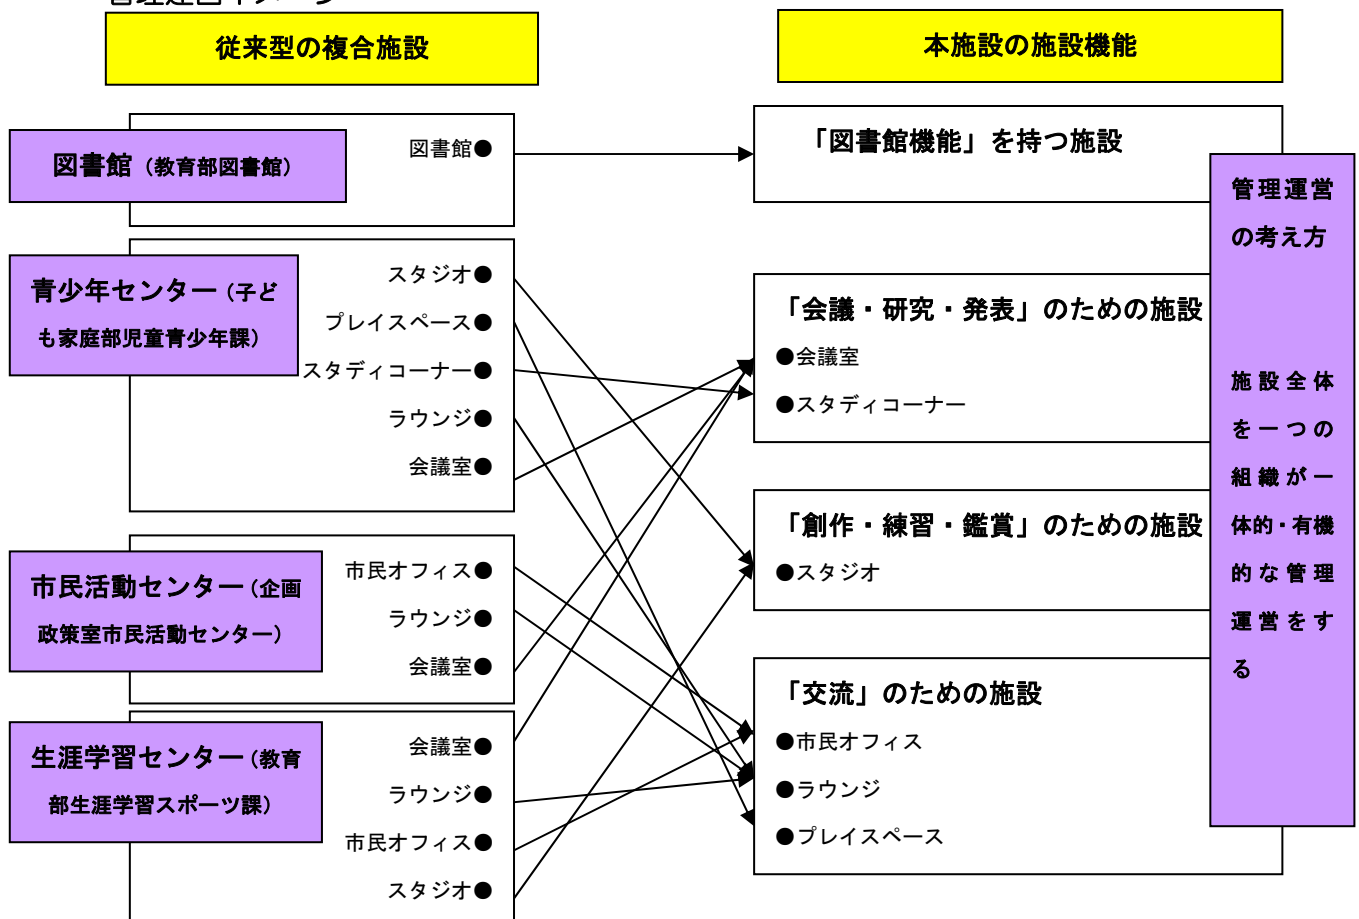 従来型の複合施設
本施設の施設機能
図書館（教育部図書館）
図書館●
青少年センター（子ど
も家庭部児童青少年課）
スタジオ●
プレイスペース●
スタディコーナー●
ラウンジ●
会議室●
市民活動センター（企画
政策室市民活動センター）
市民オフィス●
ラウンジ●
会議室●
生涯学習センター（教育
部生涯学習スポーツ課）
会議室●
ラウンジ●
市民オフィス●
スタジオ●
「図書館機能」を持つ施設
「会議・研究・発表」のための施設
●会議室
●スタディコーナー
「創作・練習・鑑賞」のための施設
●スタジオ
「交流」のための施設
●市民オフィス
●ラウンジ
●プレイスペース
管理運営
の考え方
施設全体
を一つの
組織が一
体的・有機
的な管理
運営をす
る